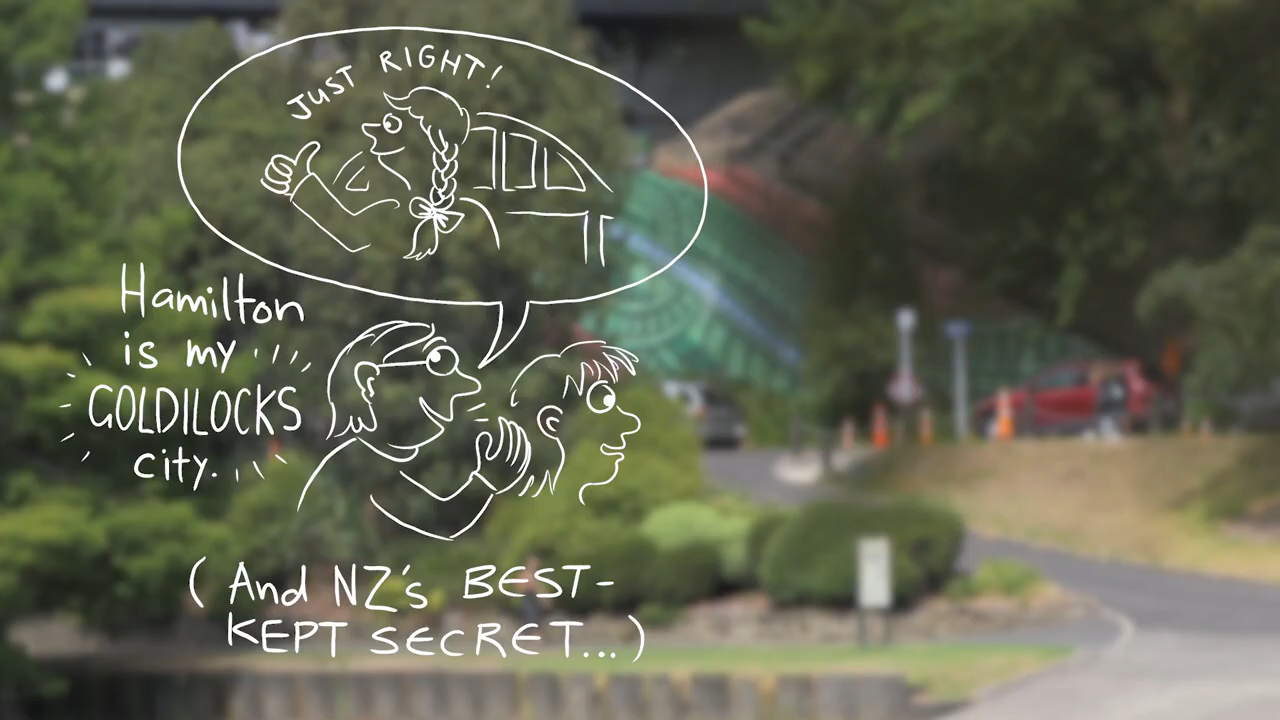 JUST RIGHT!
Hamilton
is my
GOLDILOCKS
city.
(And NZ's BEST-
KEPT SECRET...)